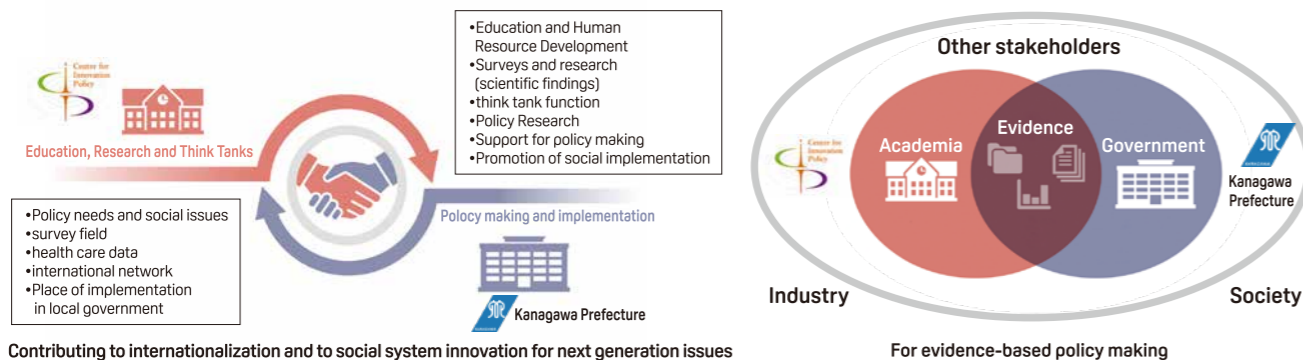 Center for
Innovation
Policy
Education, Research and Think Tanks
•Education and Human
Resource Development
•Surveys and research
(scientific findings)
•think tank function
•Policy Research
•Support for policy making
•Promotion of social implementation
•Policy needs and social issues
•survey field
•health care data
•international network
•Place of implementation
in local government
Polocy making and implementation
Kanagawa Prefecture
Contributing to internationalization and to social system innovation for next generation issues
Other stakeholders
Center for
Innovation
Policy
Academia
Evidence
Government
Kanagawa
Prefecture
Industry
Society
For evidence-based policy making